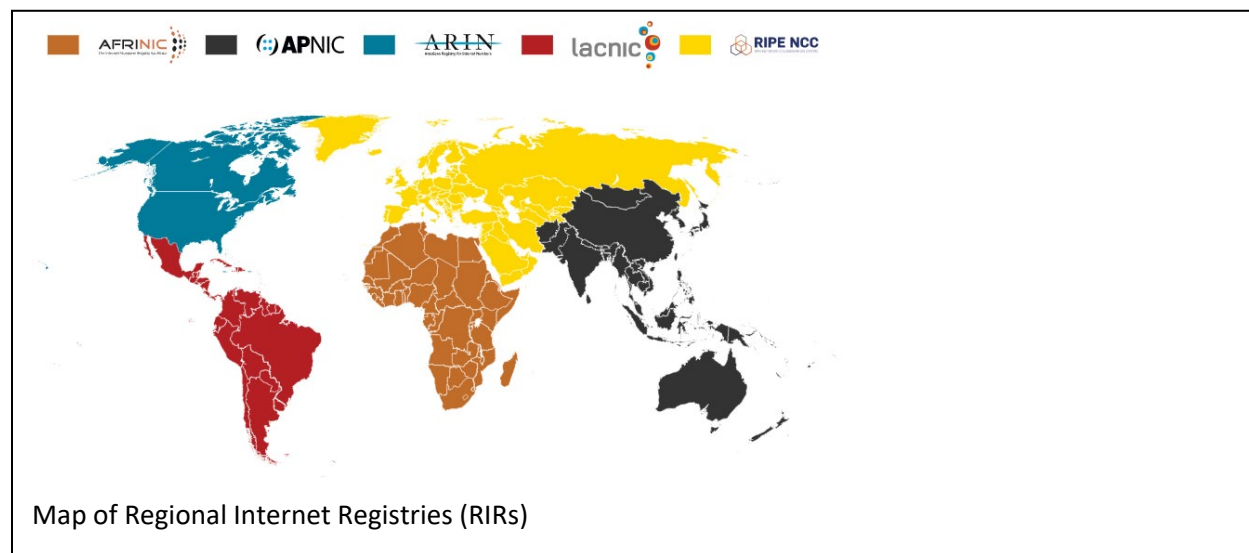 AFRINIC
APNIC
ARIN
lacnic
RIPE NCC
Map of Regional Internet Registries (RIRs)